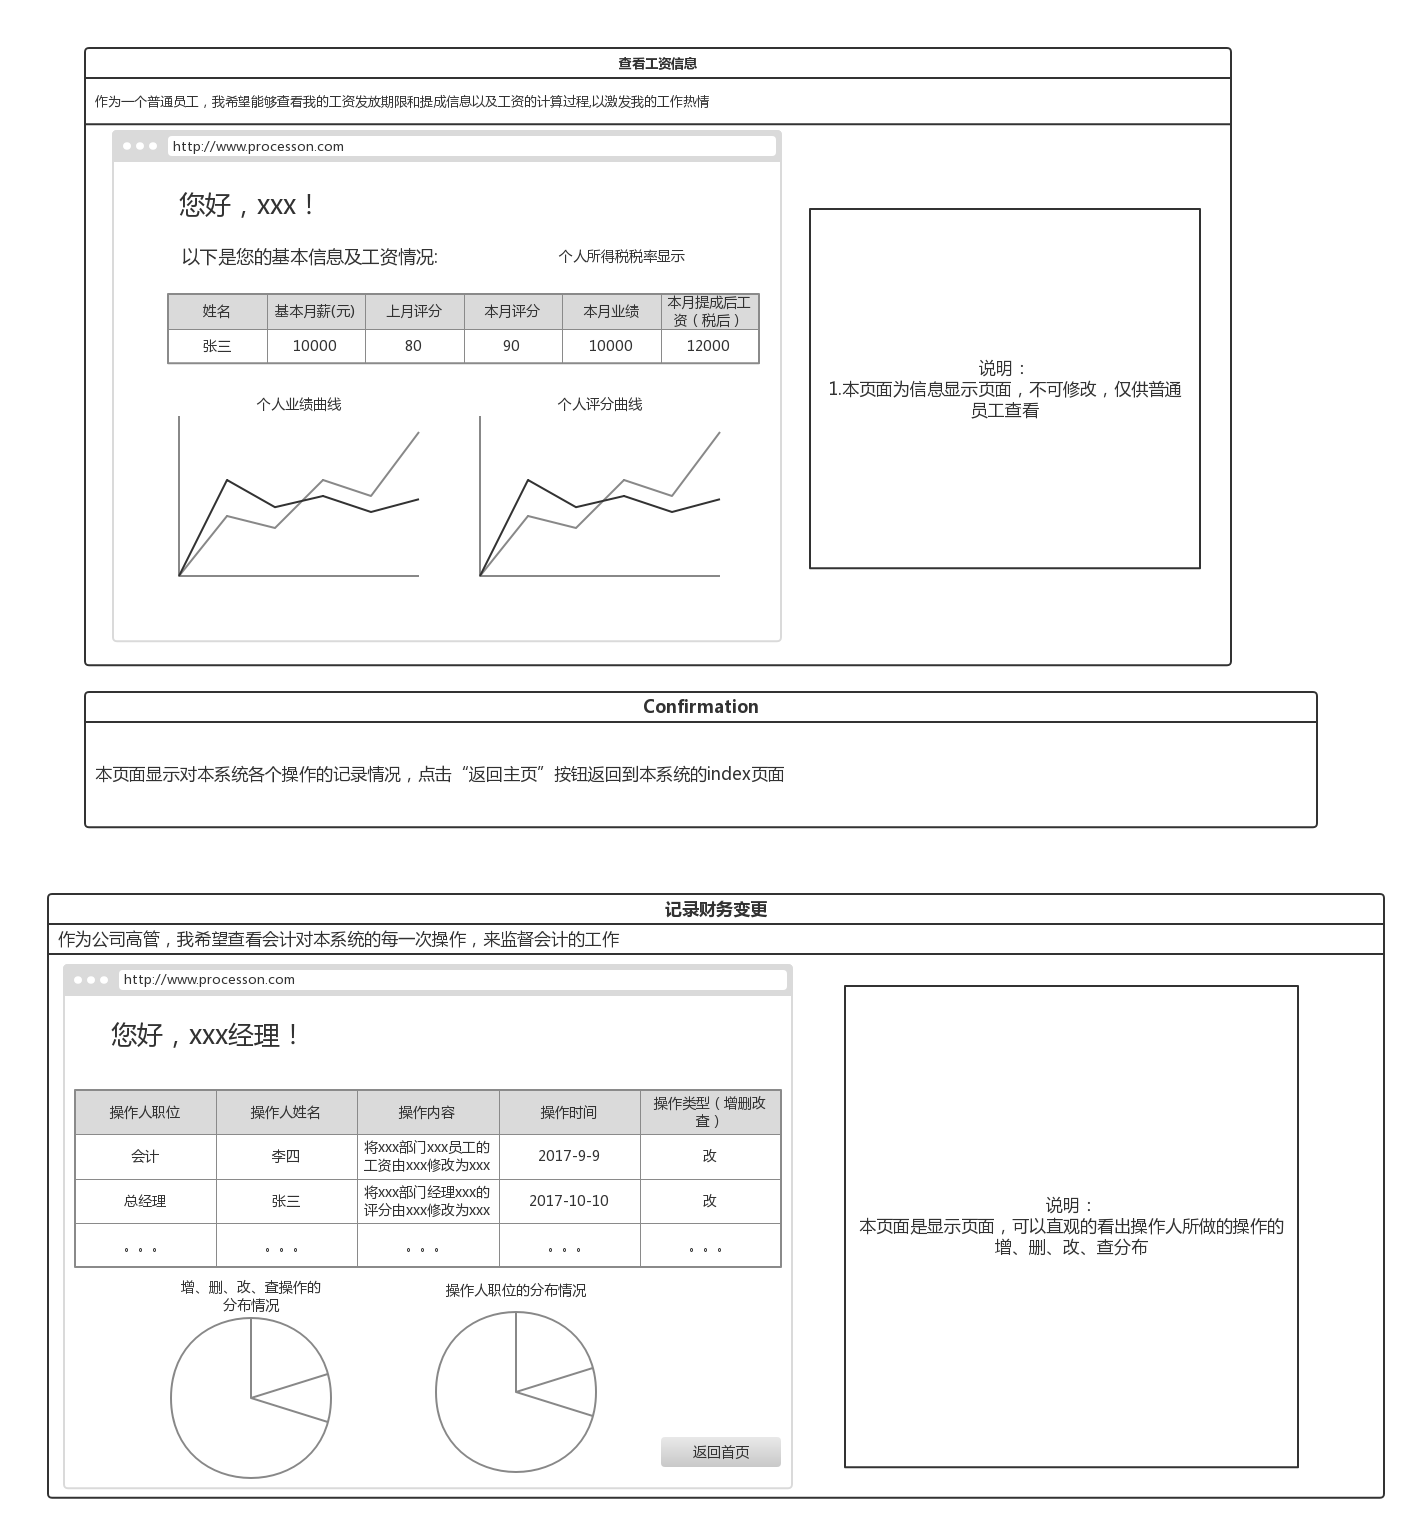 查看工资信息
作为一个普通员工，我希望能够查看我的工资发放期限和提成信息以及工资的计算过程,以激发我的工作热情
http://www.processon.com
您好，xxx！
以下是您的基本信息及工资情况:
个人所得税税率显示
姓名 基本月薪(元) 上月评分 本月评分 本月业绩 本月提成后工
资（税后）
张三 10000 80 90 10000 12000
个人业绩曲线
个人评分曲线
说明：
1.本页面为信息显示页面，不可修改，仅供普通
员工查看
Confirmation
本页面显示对本系统各个操作的记录情况，点击“返回主页”按钮返回到本系统的index页面
记录财务变更
作为公司高管，我希望查看会计对本系统的每一次操作，来监督会计的工作
http://www.processon.com
您好，xxx经理！
操作人职位 操作人姓名 操作内容 操作时间 操作类型（增删改
查）
会计 李四 将xxx部门xxx员工的
工资由xxx修改为xxx 2017-9-9 改
总经理 张三 将xxx部门经理xxx的
评分由xxx修改为xxx 2017-10-10 改
。。。 。。。 。。。 。。。 。。。
增、删、改、查操作的
分布情况
操作人职位的分布情况
返回首页
说明：
本页面是显示页面，可以直观的看出操作人所做的操作的
增、删、改、查分布